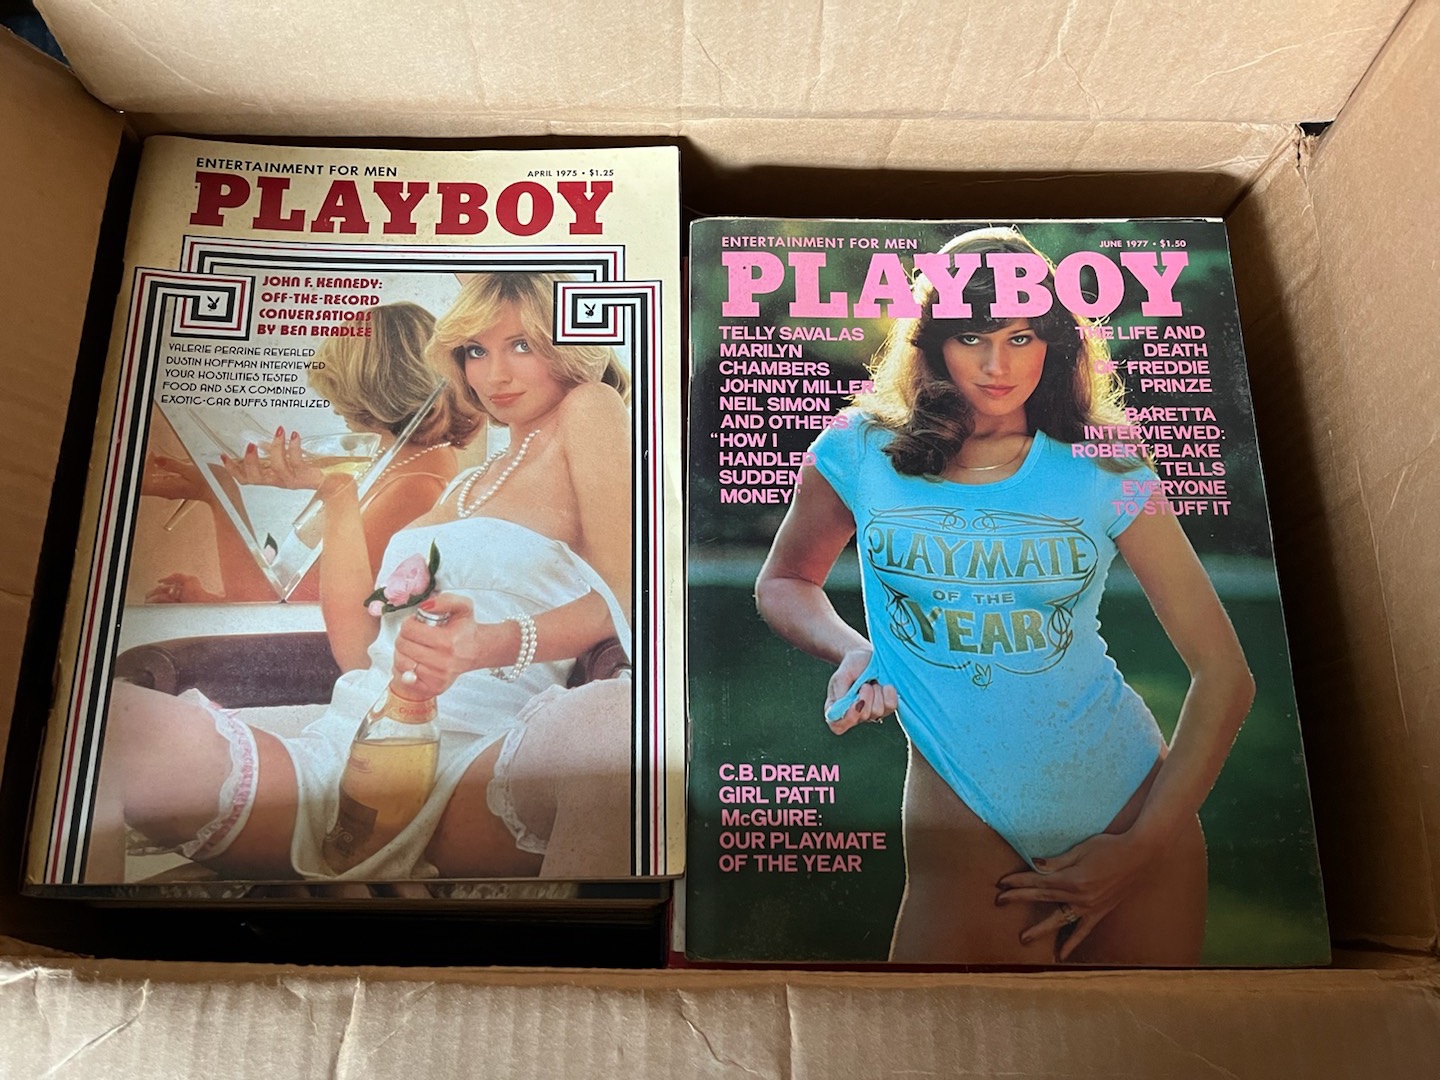 ENTERTAINMENT FOR MEN
PLAYBOY
APRIL 1975 • $1.25
JOHN F. KENNEDY:
OFF-THE-RECORD
CONVERSATIONS
BY BEN BRADLEE
VALERIE PERRINE REVEALED
DUSTIN HOFFMAN INTERVIEWED
YOUR HOSTILITIES TESTED
FOOD AND SEX COMBINED
EXOTIC-CAR BUFFS TANTALIZED
ENTERTAINMENT FOR MEN
JUNE 1977 • $1.50
PLAYBOY
TELLY SAVALAS
MARILYN
CHAMBERS
JOHNNY MILLER
NEIL SIMON
AND OTHERS
"HOW I
HANDLED
SUDDEN
MONEY"
THE LIFE AND
DEATH
OF FREDDIE
PRINZE
BARETTA
INTERVIEWED:
ROBERT BLAKE
TELLS
EVERYONE
TO STUFF IT
PLAYMATE
OF THE
YEAR
C.B. DREAM
GIRL PATTI
McGUIRE:
OUR PLAYMATE
OF THE YEAR